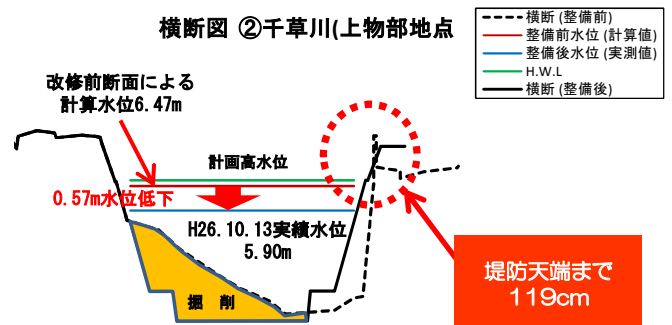 横断図 ②千草川(上物部地点
横断 (整備前)
整備前水位 (計算値)
整備後水位 (実測値)
H.W.L
横断 (整備後)
改修前断面による
計算水位6.47m
計画高水位
0.57m水位低下
H26.10.13実績水位
5.90m
掘 削
堤防天端まで
119cm